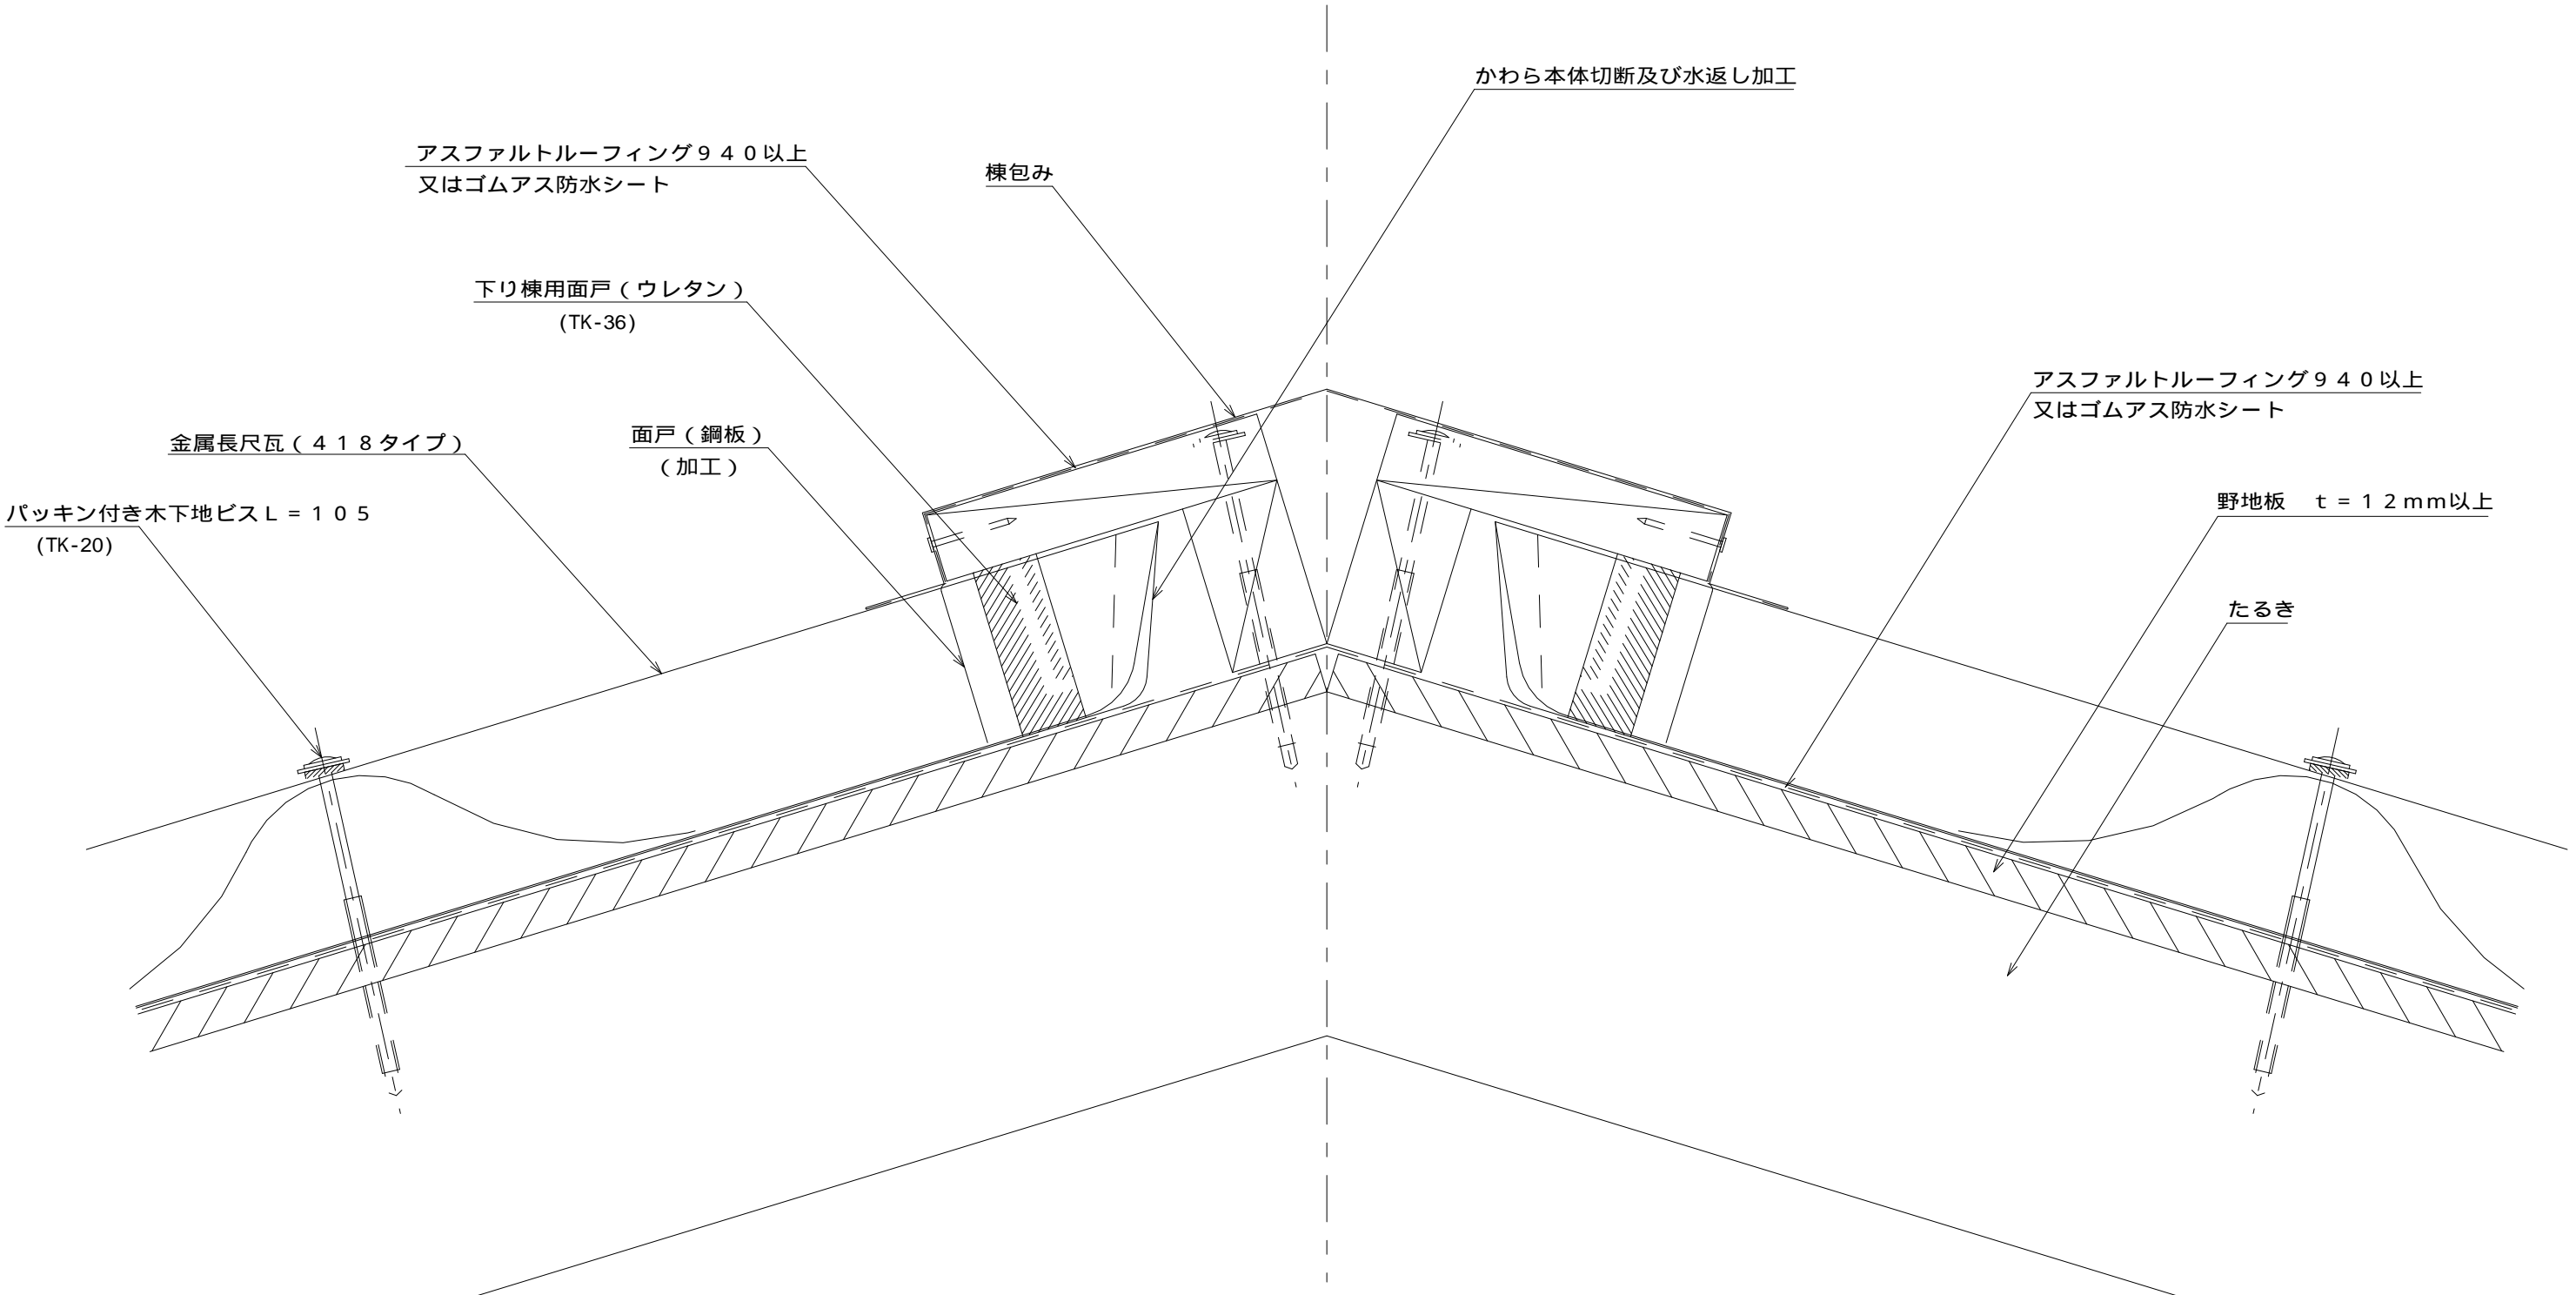 かわら本体切断及び水返し加工
アスファルトルーフィング９４０以上
又はゴムアス防水シート
棟包み
下り棟用面戸（ウレタン）
(TK-36)
アスファルトルーフィング９４０以上
又はゴムアス防水シート
面戸（鋼板）
（加工）
金属長尺瓦（４１８タイプ）
野地板　ｔ＝１２ｍｍ以上
パッキン付き木下地ビスＬ＝１０５
(TK-20)
たるき